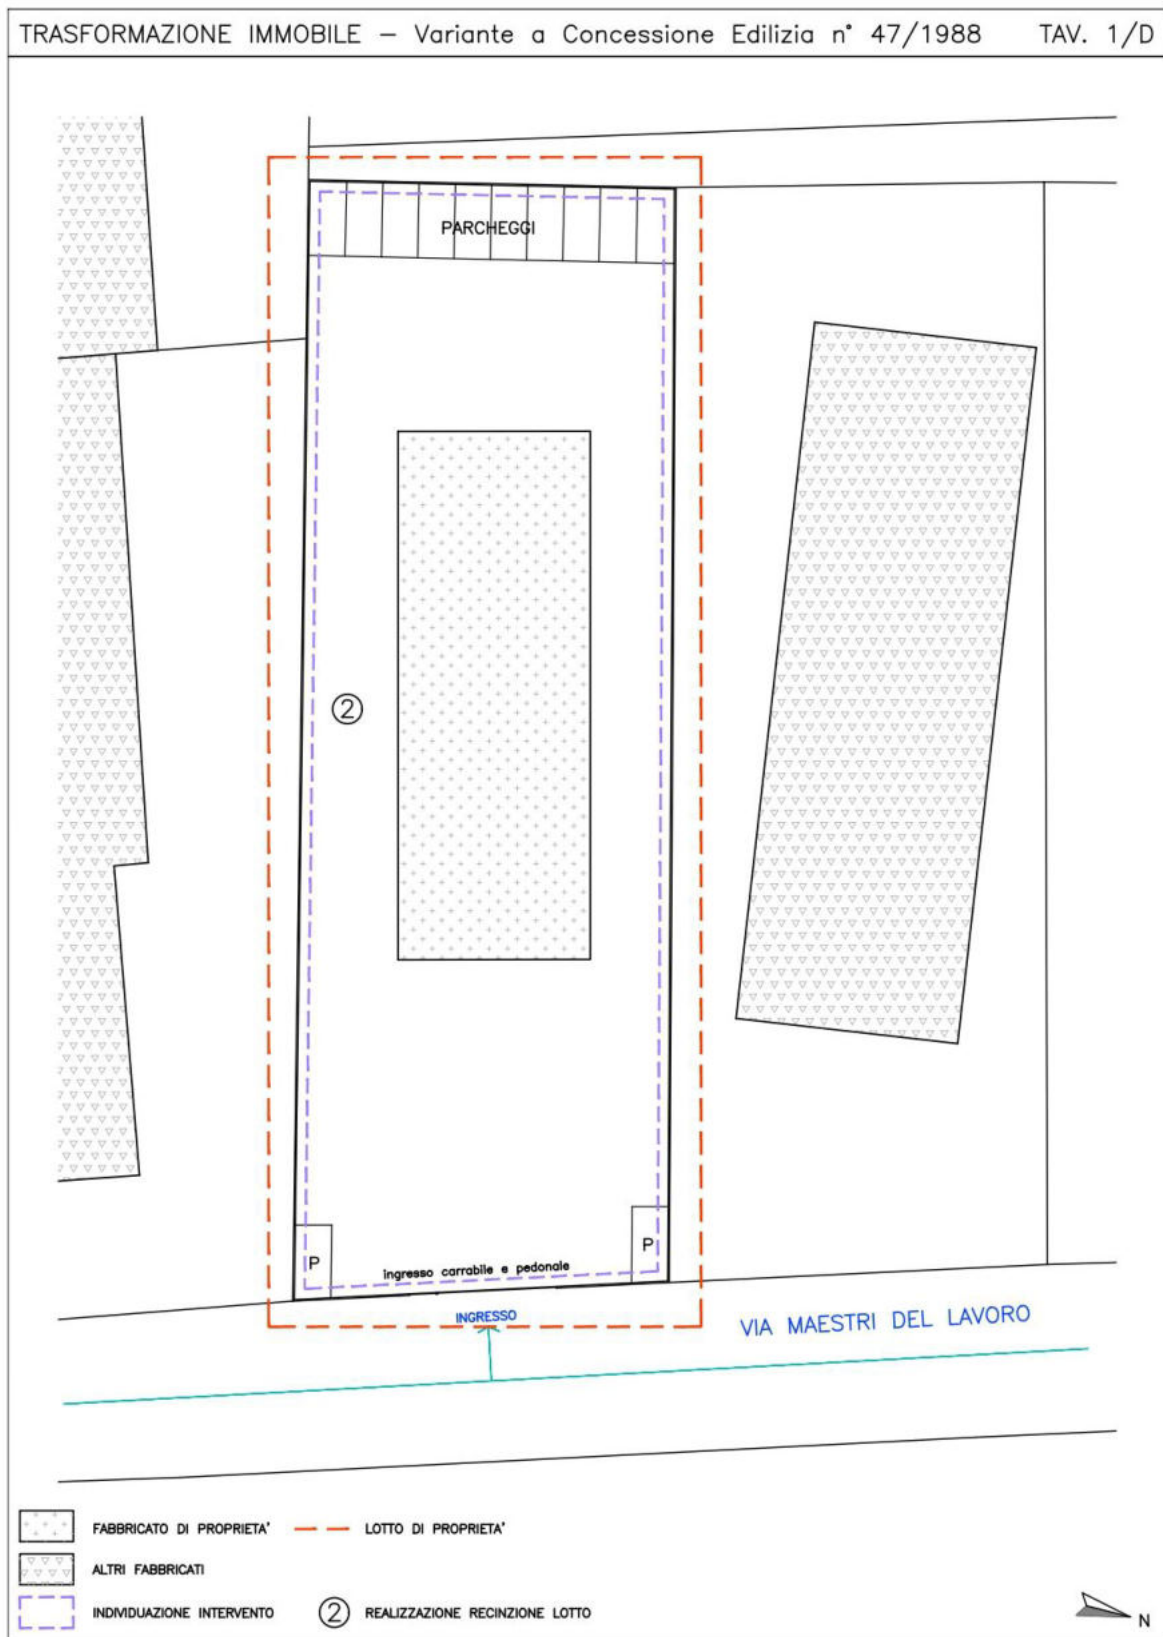 TRASFORMAZIONE IMMOBILE – Variante a Concessione Edilizia n° 47/1988 TAV. 1/D
PARCHEGGI
2
P
P
ingresso carrabile e pedonale
INGRESSO
VIA MAESTRI DEL LAVORO
FABBRICATO DI PROPRIETA' LOTTO DI PROPRIETA'
ALTRI FABBRICATI
INDIVIDUAZIONE INTERVENTO 2 REALIZZAZIONE RECINZIONE LOTTO
N